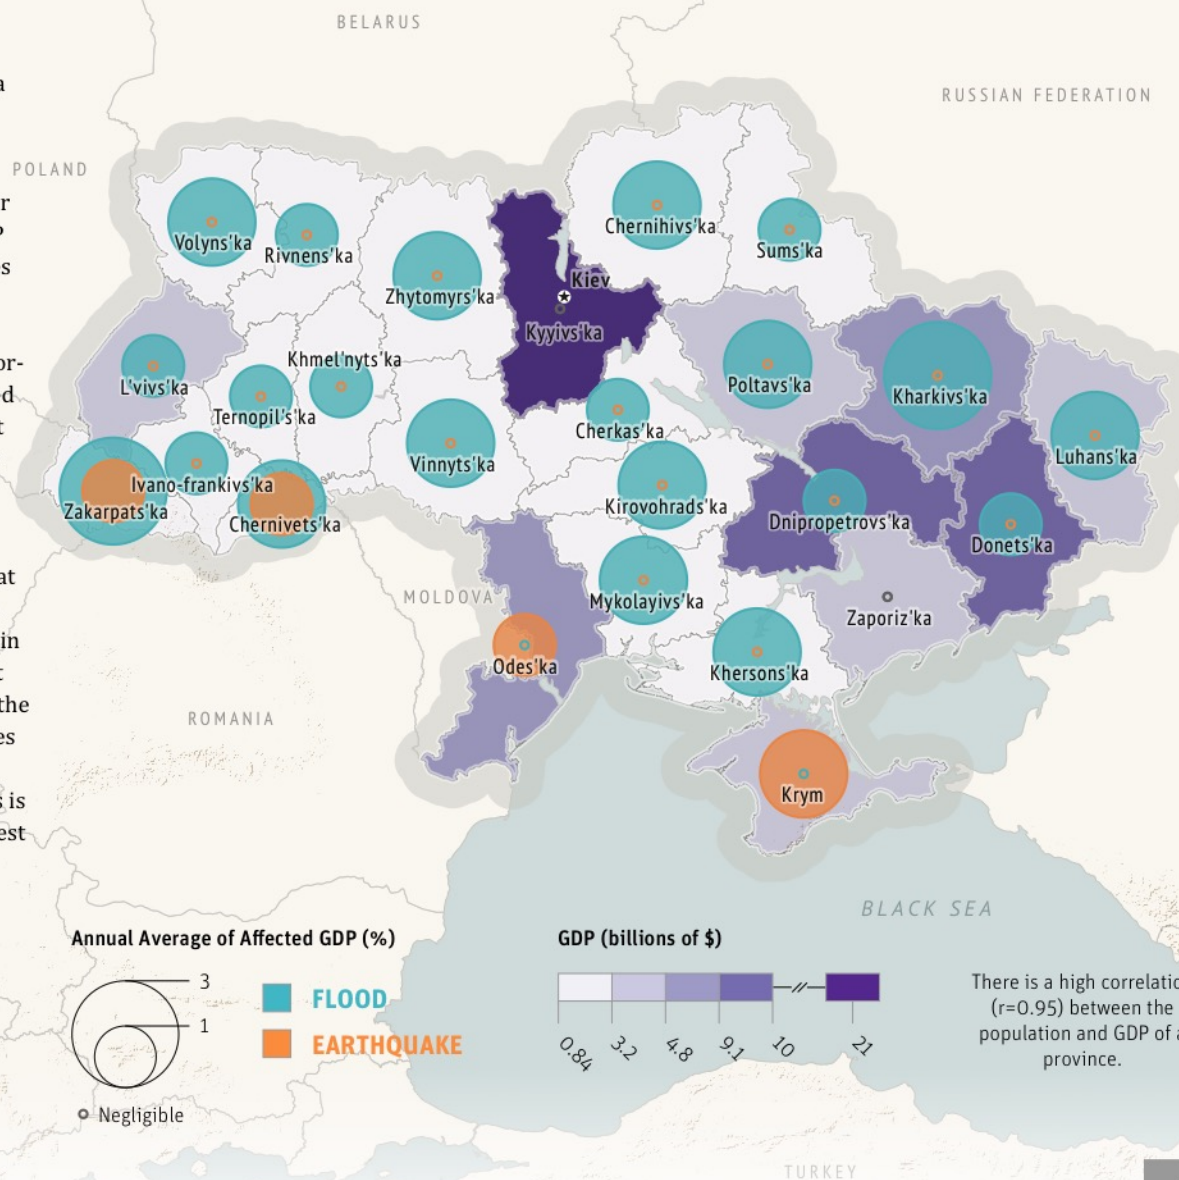 BELARUS
RUSSIAN FEDERATION
POLAND
Volyns'ka
Rivnens'ka
Zhytomyrs'ka
Chernihivs'ka
Sums'ka
Kiev
Kyyivs'ka
L'vivs'ka
Ternopil's'ka
Khmel'nyts'ka
Cherkas'ka
Poltavs'ka
Kharkivs'ka
Luhans'ka
Vinnyts'ka
Zakarpats'ka
Ivano-frankivs'ka
Chernivets'ka
Kirovohrads'ka
Dnipropetrovs'ka
Donets'ka
MOLDOVA
Mykolayivs'ka
Zaporiz'ka
Odes'ka
Khersons'ka
ROMANIA
Krym
BLACK SEA
at
in
the
is
Annual Average of Affected GDP (%)
3
1
Negligible
FLOOD
EARTHQUAKE
GDP (billions of $)
0.84
3.2
4.8
9.1
10
21
There is a high correlatio
(r=0.95) between the
population and GDP of a
province.
TURKEY